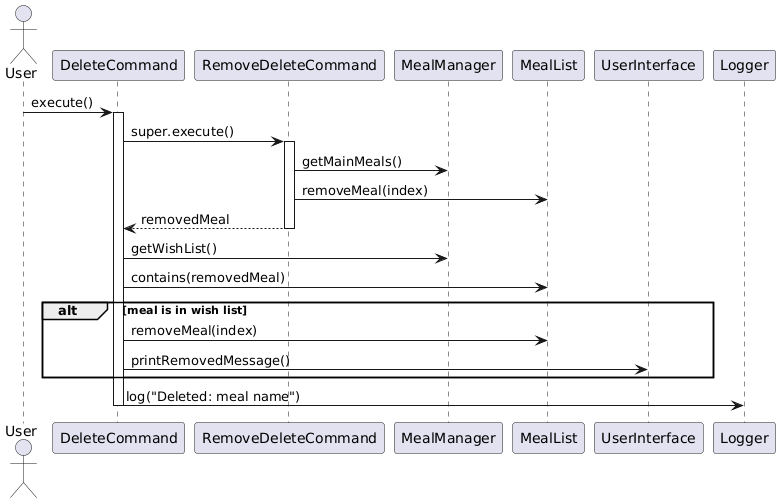 User
DeleteCommand RemoveDeleteCommand MealManager MealList UserInterface Logger
execute()
super.execute()
getMainMeals()
removeMeal(index)
removedMeal
getWishList()
contains(removedMeal)
alt [meal is in wish list]
removeMeal(index)
printRemovedMessage()
log("Deleted: meal name")
User
DeleteCommand RemoveDeleteCommand MealManager MealList UserInterface Logger